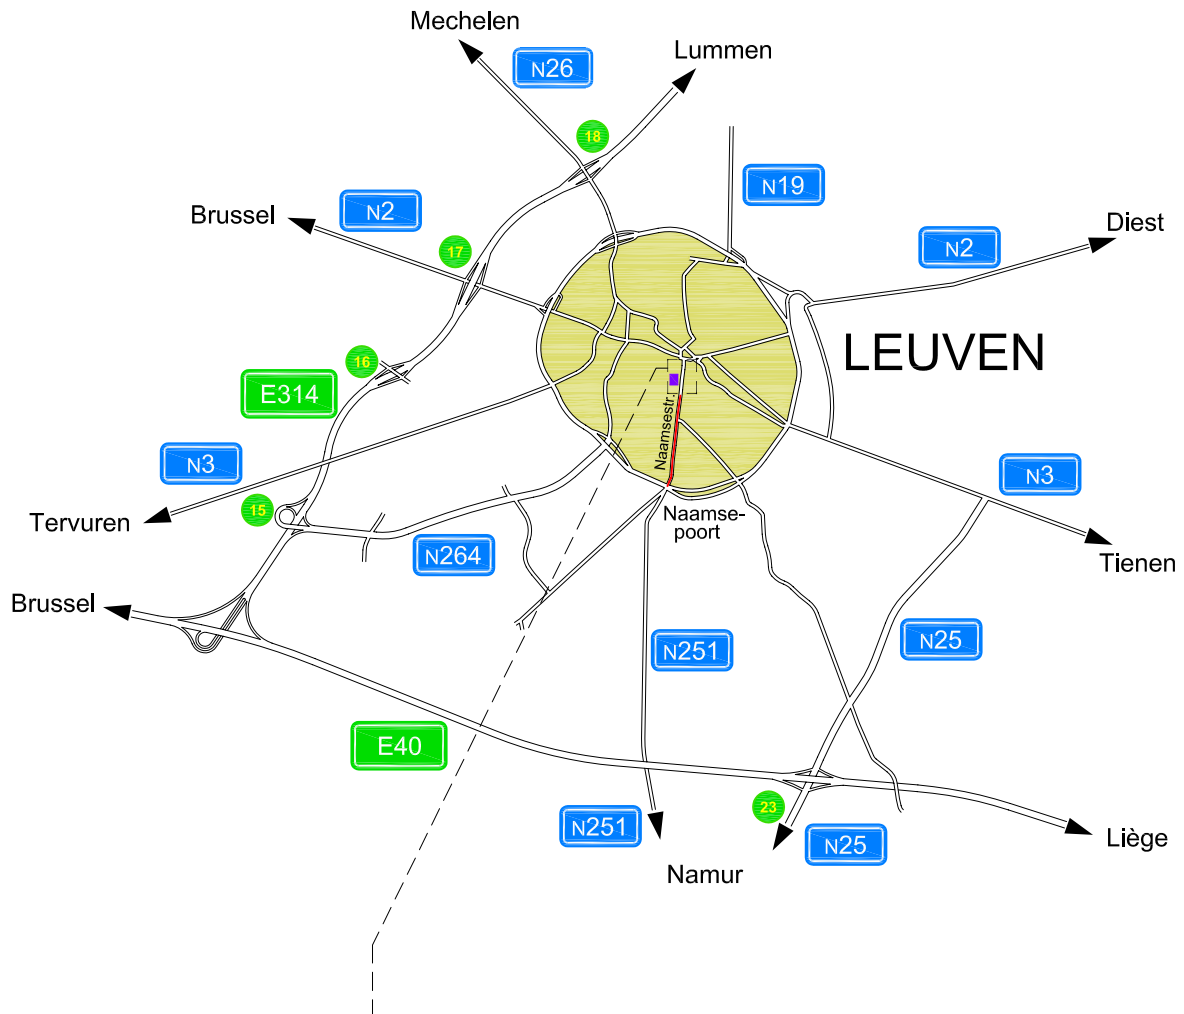 Mechelen
N26
Lummen
18
N19
N2
Brussel
Diest
N2
17
LEUVEN
16
E314
Naamsestr.
N3
N3
15
Tervuren
Naamse-
poort
N264
Tienen
Brussel
N25
N251
E40
23
N251
N25
Liège
Namur